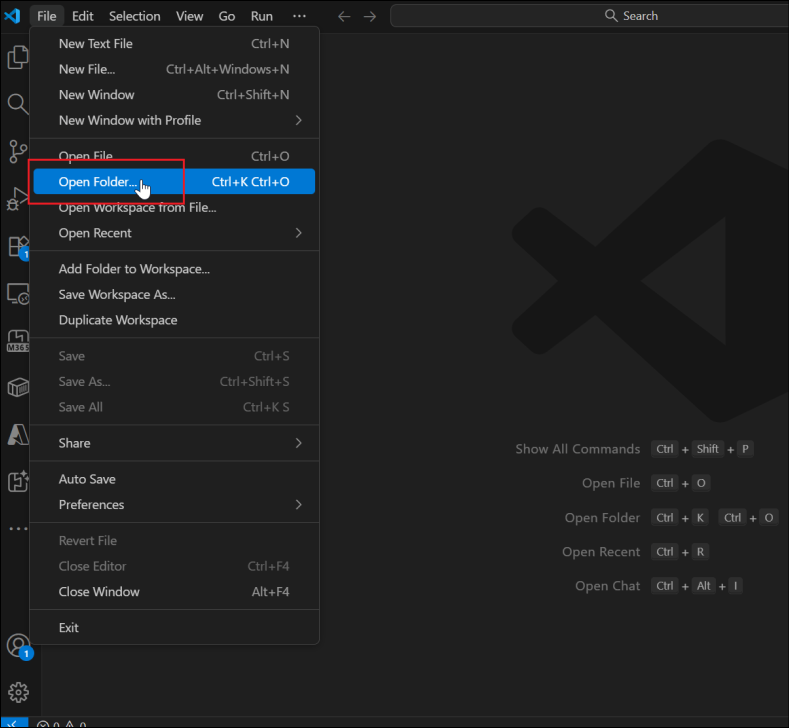 File Edit Selection View Go Run ··· ← → Search
New Text File Ctrl+N
New File... Ctrl+Alt+Windows+N
New Window Ctrl+Shift+N
New Window with Profile
Open File... Ctrl+O
Open Folder... Ctrl+K Ctrl+O
Open Workspace from File...
Open Recent
Add Folder to Workspace...
Save Workspace As...
Duplicate Workspace
Save Ctrl+S
Save As... Ctrl+Shift+S
Save All Ctrl+K S
Share
Auto Save
Preferences
Revert File
Close Editor Ctrl+F4
Close Window Alt+F4
Exit
1
M365
1
Show All Commands Ctrl + Shift + P
Open File Ctrl + O
Open Folder Ctrl + K Ctrl + O
Open Recent Ctrl + R
Open Chat Ctrl + Alt + I
0 0